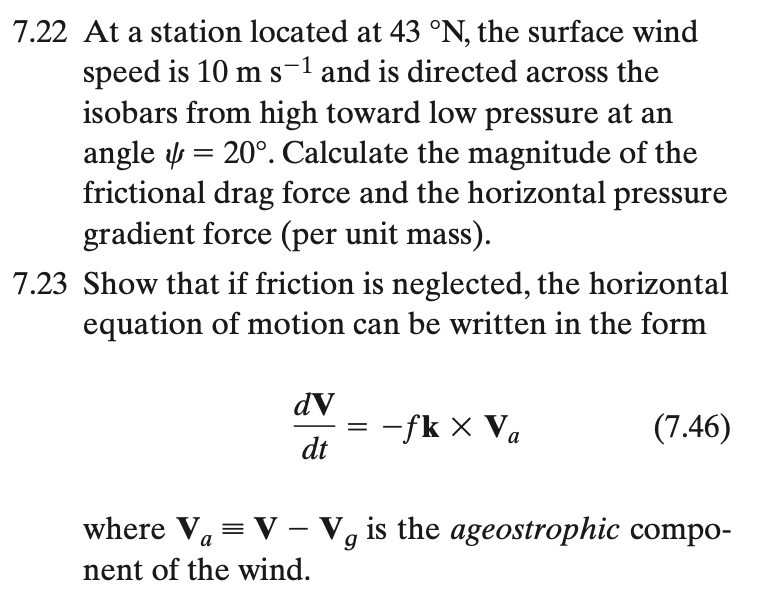 7.22 At a station located at 43 °N, the surface wind
speed is 10 m s⁻¹ and is directed across the
isobars from high toward low pressure at an
angle ψ = 20°. Calculate the magnitude of the
frictional drag force and the horizontal pressure
gradient force (per unit mass).
7.23 Show that if friction is neglected, the horizontal
equation of motion can be written in the form
d𝐕/dt = −f𝐤 × 𝐕ₐ (7.46)
where 𝐕ₐ ≡ 𝐕 − 𝐕g is the ageostrophic compo-
nent of the wind.